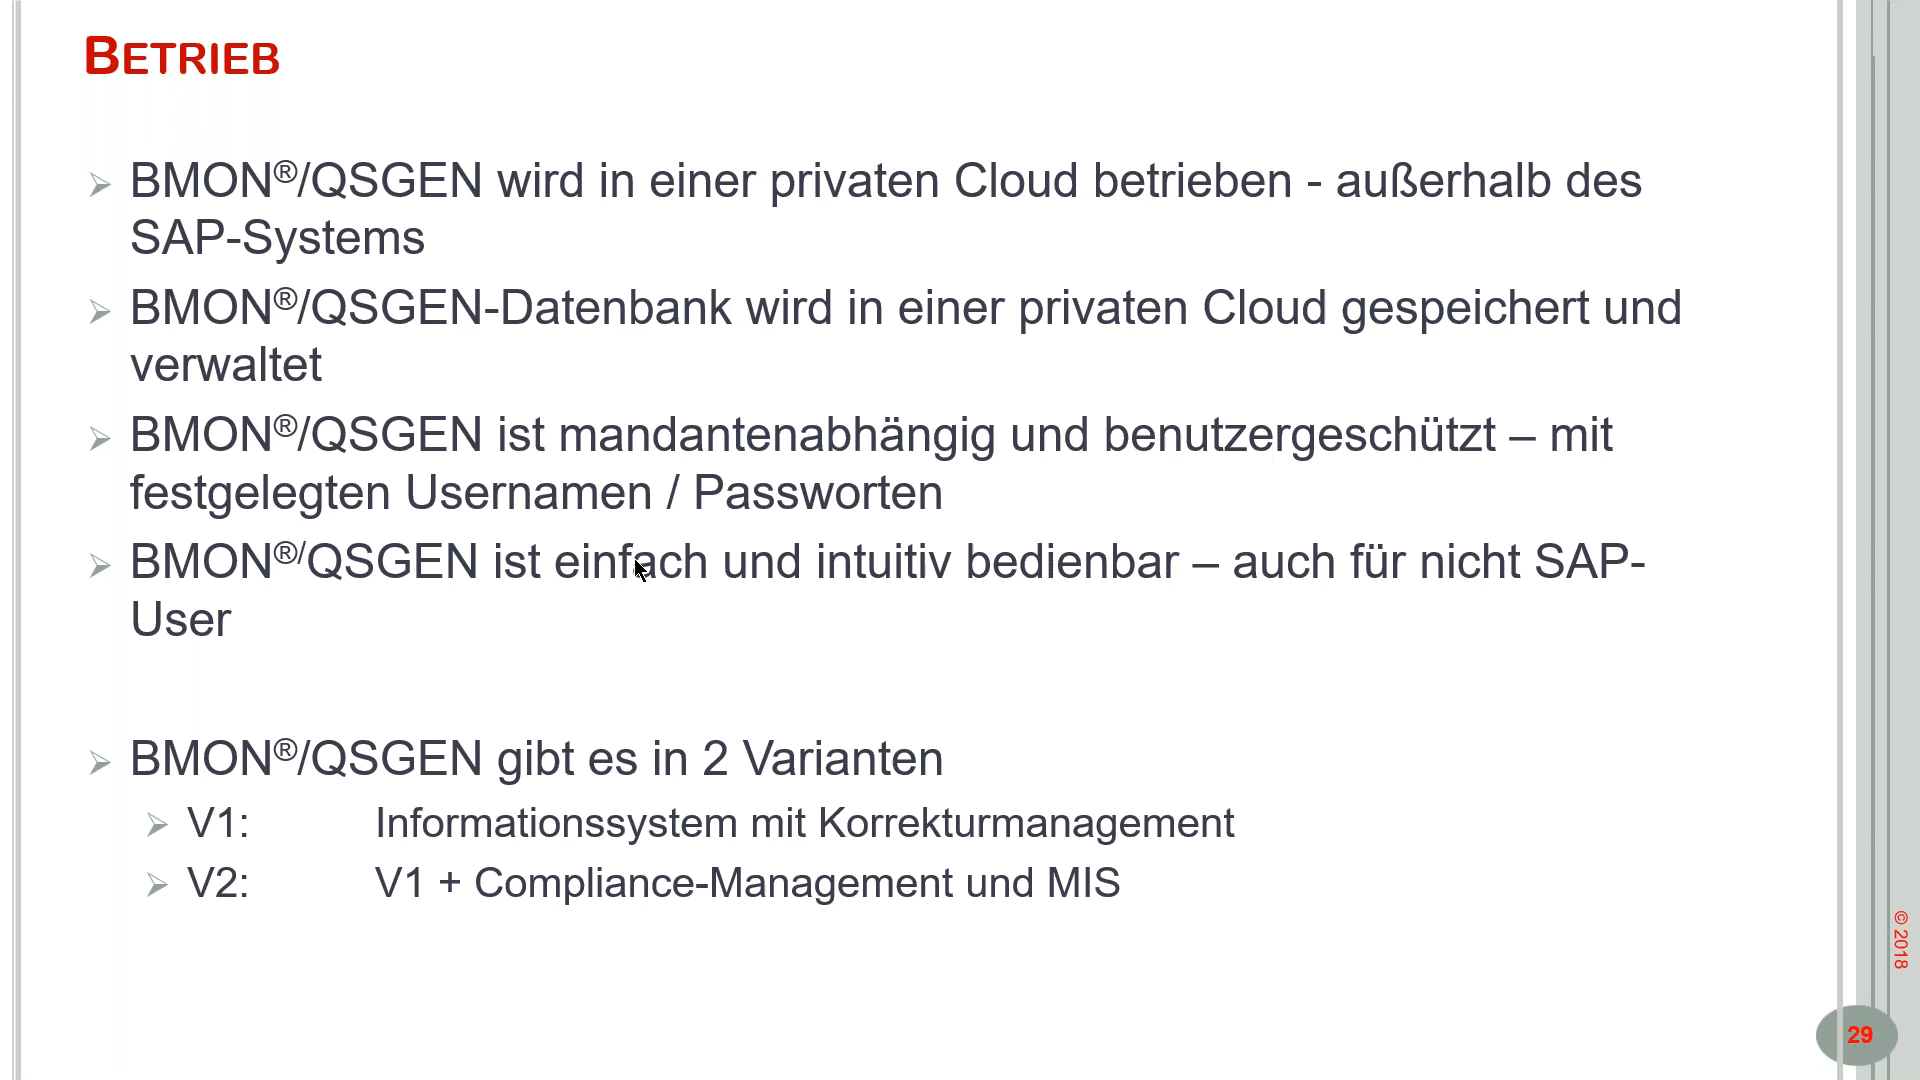 BETRIEB
BMON®/QSGEN wird in einer privaten Cloud betrieben - außerhalb des
SAP-Systems
BMON®/QSGEN-Datenbank wird in einer privaten Cloud gespeichert und
verwaltet
BMON®/QSGEN ist mandantenabhängig und benutzergeschützt – mit
festgelegten Usernamen / Passworten
BMON®/QSGEN ist einfach und intuitiv bedienbar – auch für nicht SAP-
User
BMON®/QSGEN gibt es in 2 Varianten
V1: Informationssystem mit Korrekturmanagement
V2: V1 + Compliance-Management und MIS
© 2018
29